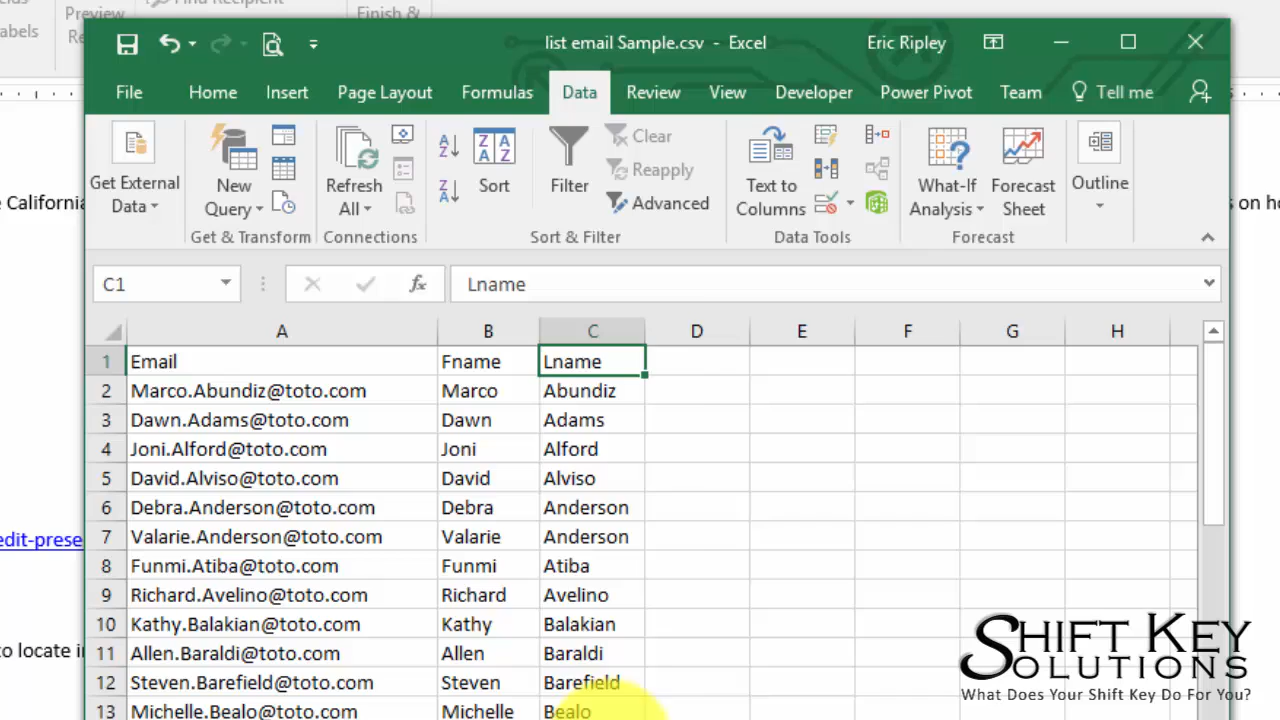 Find Recipient
abels
Preview
Finish &
list email Sample.csv - Excel
Eric Ripley
File Home Insert Page Layout Formulas Data Review View Developer Power Pivot Team Tell me
Get External Data
New Query
Refresh All
Sort
Filter
Clear
Reapply
Advanced
Text to Columns
What-If Analysis
Forecast Sheet
Outline
Get & Transform Connections Sort & Filter Data Tools Forecast
e California
s on ho
C1 fx Lname
A B C D E F G H
1 Email Fname Lname
2 Marco.Abundiz@toto.com Marco Abundiz
3 Dawn.Adams@toto.com Dawn Adams
4 Joni.Alford@toto.com Joni Alford
5 David.Alviso@toto.com David Alviso
6 Debra.Anderson@toto.com Debra Anderson
7 Valarie.Anderson@toto.com Valarie Anderson
edit-prese
8 Funmi.Atiba@toto.com Funmi Atiba
9 Richard.Avelino@toto.com Richard Avelino
10 Kathy.Balakian@toto.com Kathy Balakian
11 Allen.Baraldi@toto.com Allen Baraldi
to locate i
12 Steven.Barefield@toto.com Steven Barefield
13 Michelle.Bealo@toto.com Michelle Bealo
SHIFT KEY
SOLUTIONS
What Does Your Shift Key Do For You?